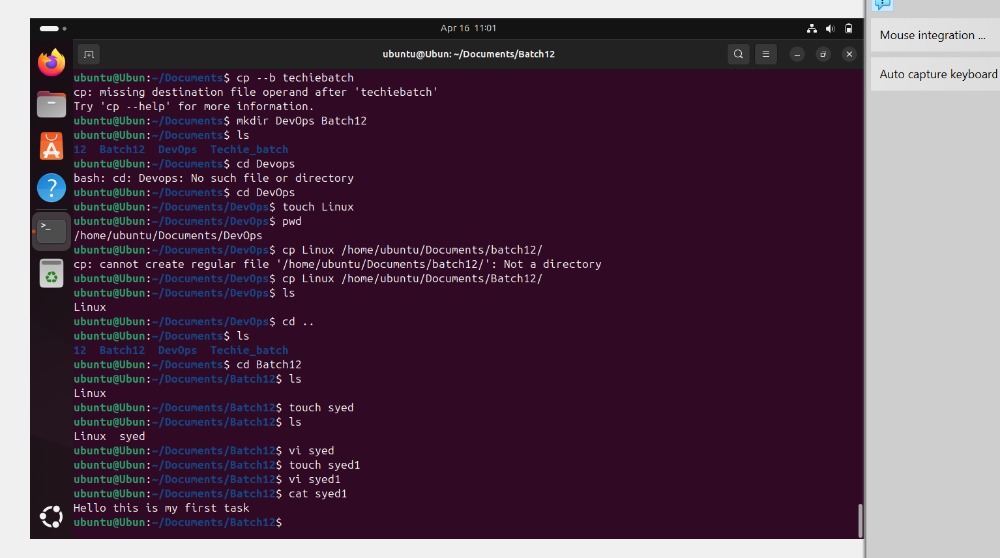 Apr 16 11:01
Mouse integration ...
ubuntu@Ubun: ~/Documents/Batch12
Auto capture keyboard
ubuntu@Ubun:~/Documents$ cp --b techiebatch
cp: missing destination file operand after 'techiebatch'
Try 'cp --help' for more information.
ubuntu@Ubun:~/Documents$ mkdir DevOps Batch12
ubuntu@Ubun:~/Documents$ ls
12  Batch12  DevOps  Techie_batch
ubuntu@Ubun:~/Documents$ cd Devops
bash: cd: Devops: No such file or directory
ubuntu@Ubun:~/Documents$ cd DevOps
ubuntu@Ubun:~/Documents/DevOps$ touch Linux
ubuntu@Ubun:~/Documents/DevOps$ pwd
/home/ubuntu/Documents/DevOps
ubuntu@Ubun:~/Documents/DevOps$ cp Linux /home/ubuntu/Documents/batch12/
cp: cannot create regular file '/home/ubuntu/Documents/batch12/': Not a directory
ubuntu@Ubun:~/Documents/DevOps$ cp Linux /home/ubuntu/Documents/Batch12/
ubuntu@Ubun:~/Documents/DevOps$ ls
Linux
ubuntu@Ubun:~/Documents/DevOps$ cd ..
ubuntu@Ubun:~/Documents$ ls
12  Batch12  DevOps  Techie_batch
ubuntu@Ubun:~/Documents$ cd Batch12
ubuntu@Ubun:~/Documents/Batch12$ ls
Linux
ubuntu@Ubun:~/Documents/Batch12$ touch syed
ubuntu@Ubun:~/Documents/Batch12$ ls
Linux  syed
ubuntu@Ubun:~/Documents/Batch12$ vi syed
ubuntu@Ubun:~/Documents/Batch12$ touch syed1
ubuntu@Ubun:~/Documents/Batch12$ vi syed1
ubuntu@Ubun:~/Documents/Batch12$ cat syed1
Hello this is my first task
ubuntu@Ubun:~/Documents/Batch12$